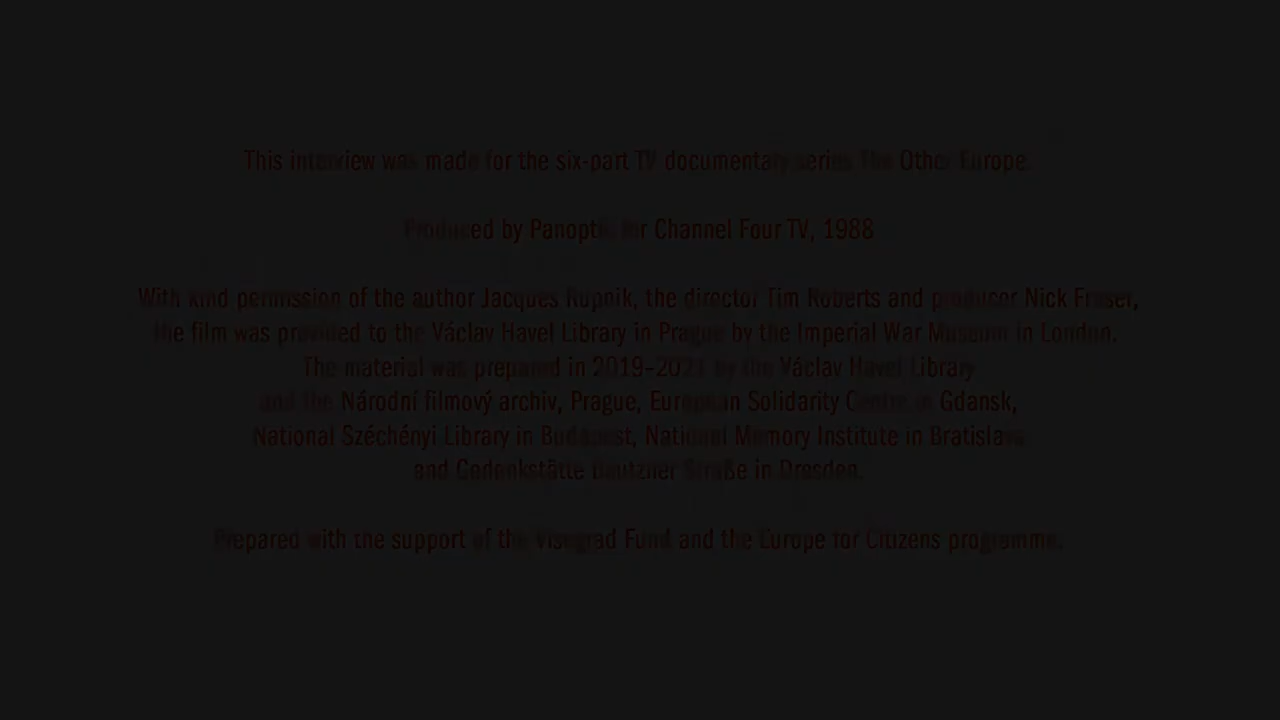 This interview was made for the six-part TV documentary series The Other Europe.
Produced by Panoptic for Channel Four TV, 1988
With kind permission of the author Jacques Rupnik, the director Tim Roberts and producer Nick Fraser,
the film was provided to the Václav Havel Library in Prague by the Imperial War Museum in London.
The material was prepared in 2019–2021 by the Václav Havel Library
and the Národní filmový archiv, Prague, European Solidarity Centre in Gdansk,
National Széchényi Library in Budapest, National Memory Institute in Bratislava
and Gedenkstätte Bautzner Straße in Dresden.
Prepared with the support of the Visegrad Fund and the Europe for Citizens programme.